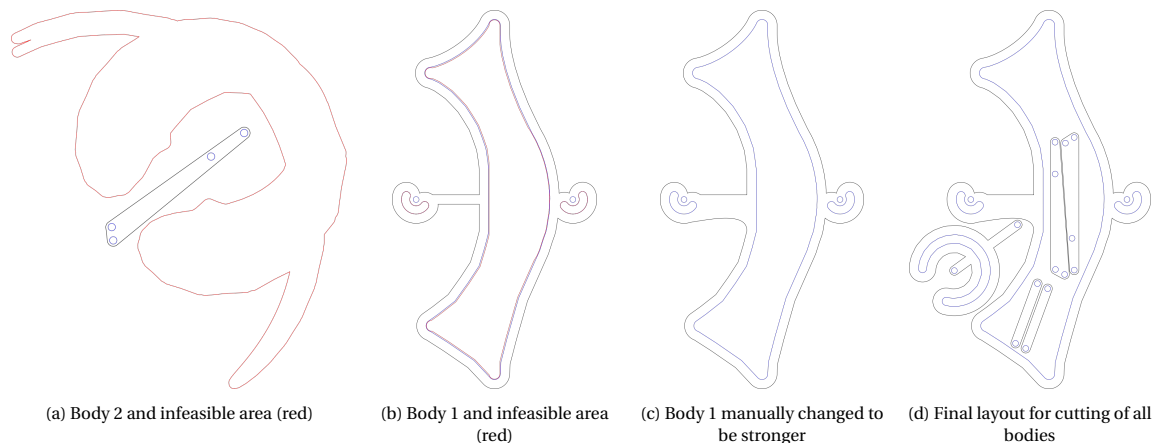 (a) Body 2 and infeasible area (red)
(b) Body 1 and infeasible area
(red)
(c) Body 1 manually changed to
be stronger
(d) Final layout for cutting of all
bodies